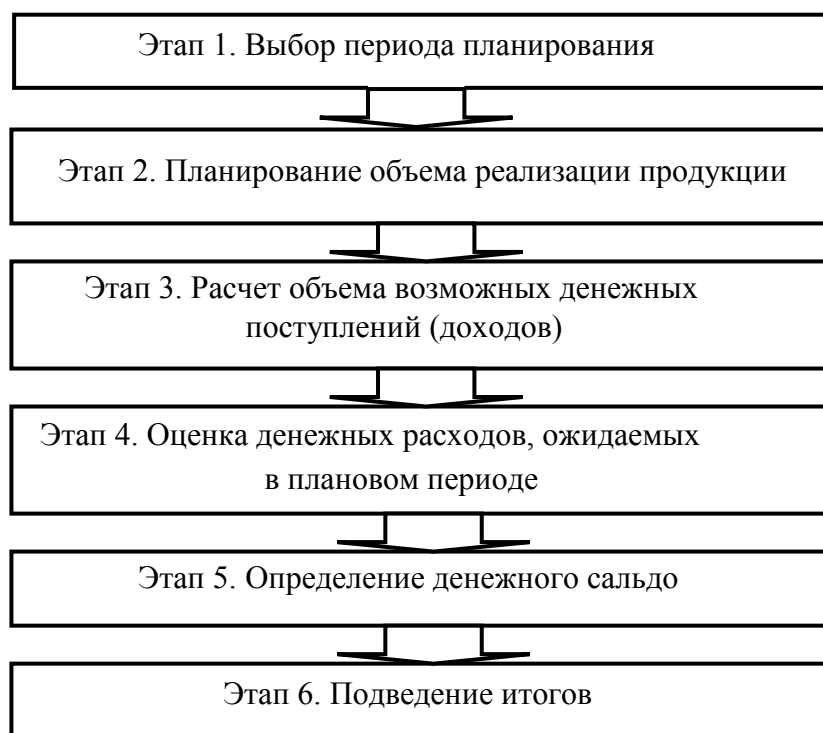 Этап 1. Выбор периода планирования
Этап 2. Планирование объема реализации продукции
Этап 3. Расчет объема возможных денежных
поступлений (доходов)
Этап 4. Оценка денежных расходов, ожидаемых
в плановом периоде
Этап 5. Определение денежного сальдо
Этап 6. Подведение итогов